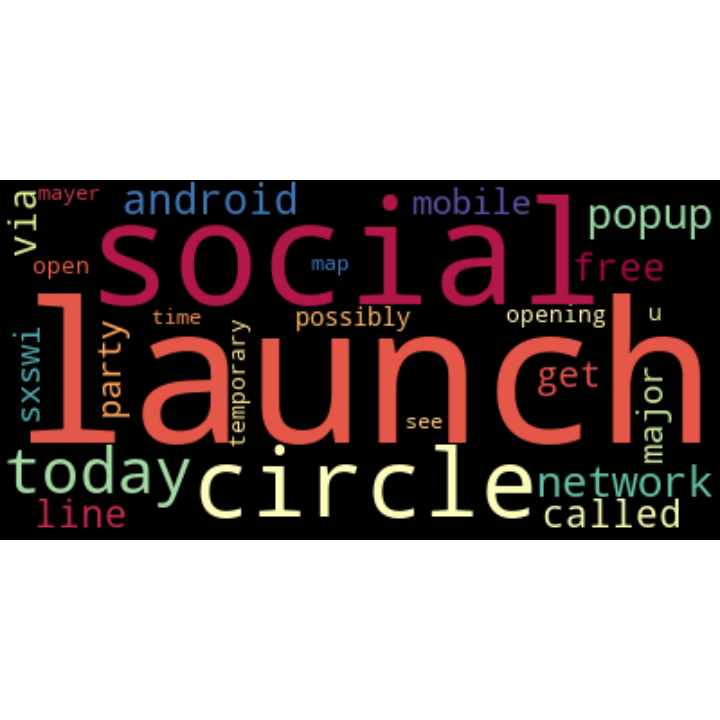 via
mayer
android
mobile
popup
social
open
map
free
launch
time
possibly
opening
u
sxswi
party
temporary
get
major
see
today
circle
network
line
called